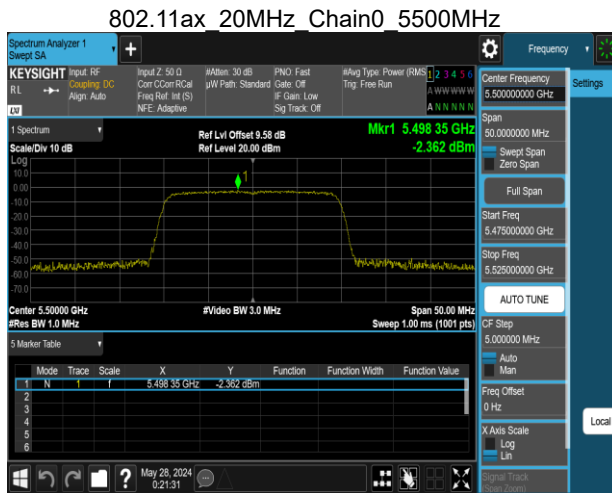 802.11ax_20MHz_Chain0_5500MHz
Spectrum Analyzer 1
Swept SA
Frequency
KEYSIGHT
RL
LXI
Input: RF
Coupling: DC
Align: Auto
Input Z: 50 Ω
Corr CCorr RCal
Freq Ref: Int (S)
NFE: Adaptive
#Atten: 30 dB
µW Path: Standard
PNO: Fast
Gate: Off
IF Gain: Low
Sig Track: Off
#Avg Type: Power (RMS
Trig: Free Run
1 2 3 4 5 6
A W W W W W
A N N N N N
1 Spectrum
Scale/Div 10 dB
Log
Ref Lvl Offset 9.58 dB
Ref Level 20.00 dBm
Mkr1 5.498 35 GHz
-2.362 dBm
10.0
0.00
-10.0
-20.0
-30.0
-40.0
-50.0
-60.0
-70.0
1
Center 5.50000 GHz
#Res BW 1.0 MHz
#Video BW 3.0 MHz
Span 50.00 MHz
Sweep 1.00 ms (1001 pts)
5 Marker Table
Mode Trace Scale X Y Function Function Width Function Value
1 N 1 f 5.498 35 GHz -2.362 dBm
2
3
4
5
6
May 28, 2024
0:21:31
Center Frequency
5.500000000 GHz
Span
50.0000000 MHz
Swept Span
Zero Span
Full Span
Start Freq
5.475000000 GHz
Stop Freq
5.525000000 GHz
AUTO TUNE
CF Step
5.000000 MHz
Auto
Man
Freq Offset
0 Hz
X Axis Scale
Log
Lin
Signal Track
(Span Zoom)
Settings
Local